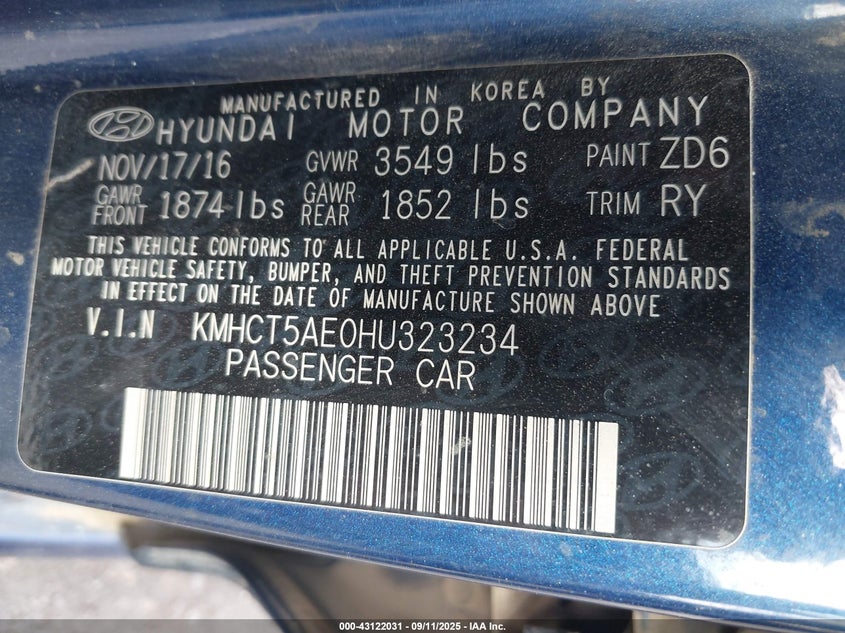 MANUFACTURED IN KOREA BY
HYUNDAI MOTOR COMPANY
NOV/17/16 GVWR 3549 lbs PAINT ZD6
GAWR FRONT 1874 lbs GAWR REAR 1852 lbs TRIM RY
THIS VEHICLE CONFORMS TO ALL APPLICABLE U.S.A. FEDERAL
MOTOR VEHICLE SAFETY, BUMPER, AND THEFT PREVENTION STANDARDS
IN EFFECT ON THE DATE OF MANUFACTURE SHOWN ABOVE
V.I.N KMHCT5AE0HU323234
PASSENGER CAR
000-43122031 - 09/11/2025 - IAA Inc.